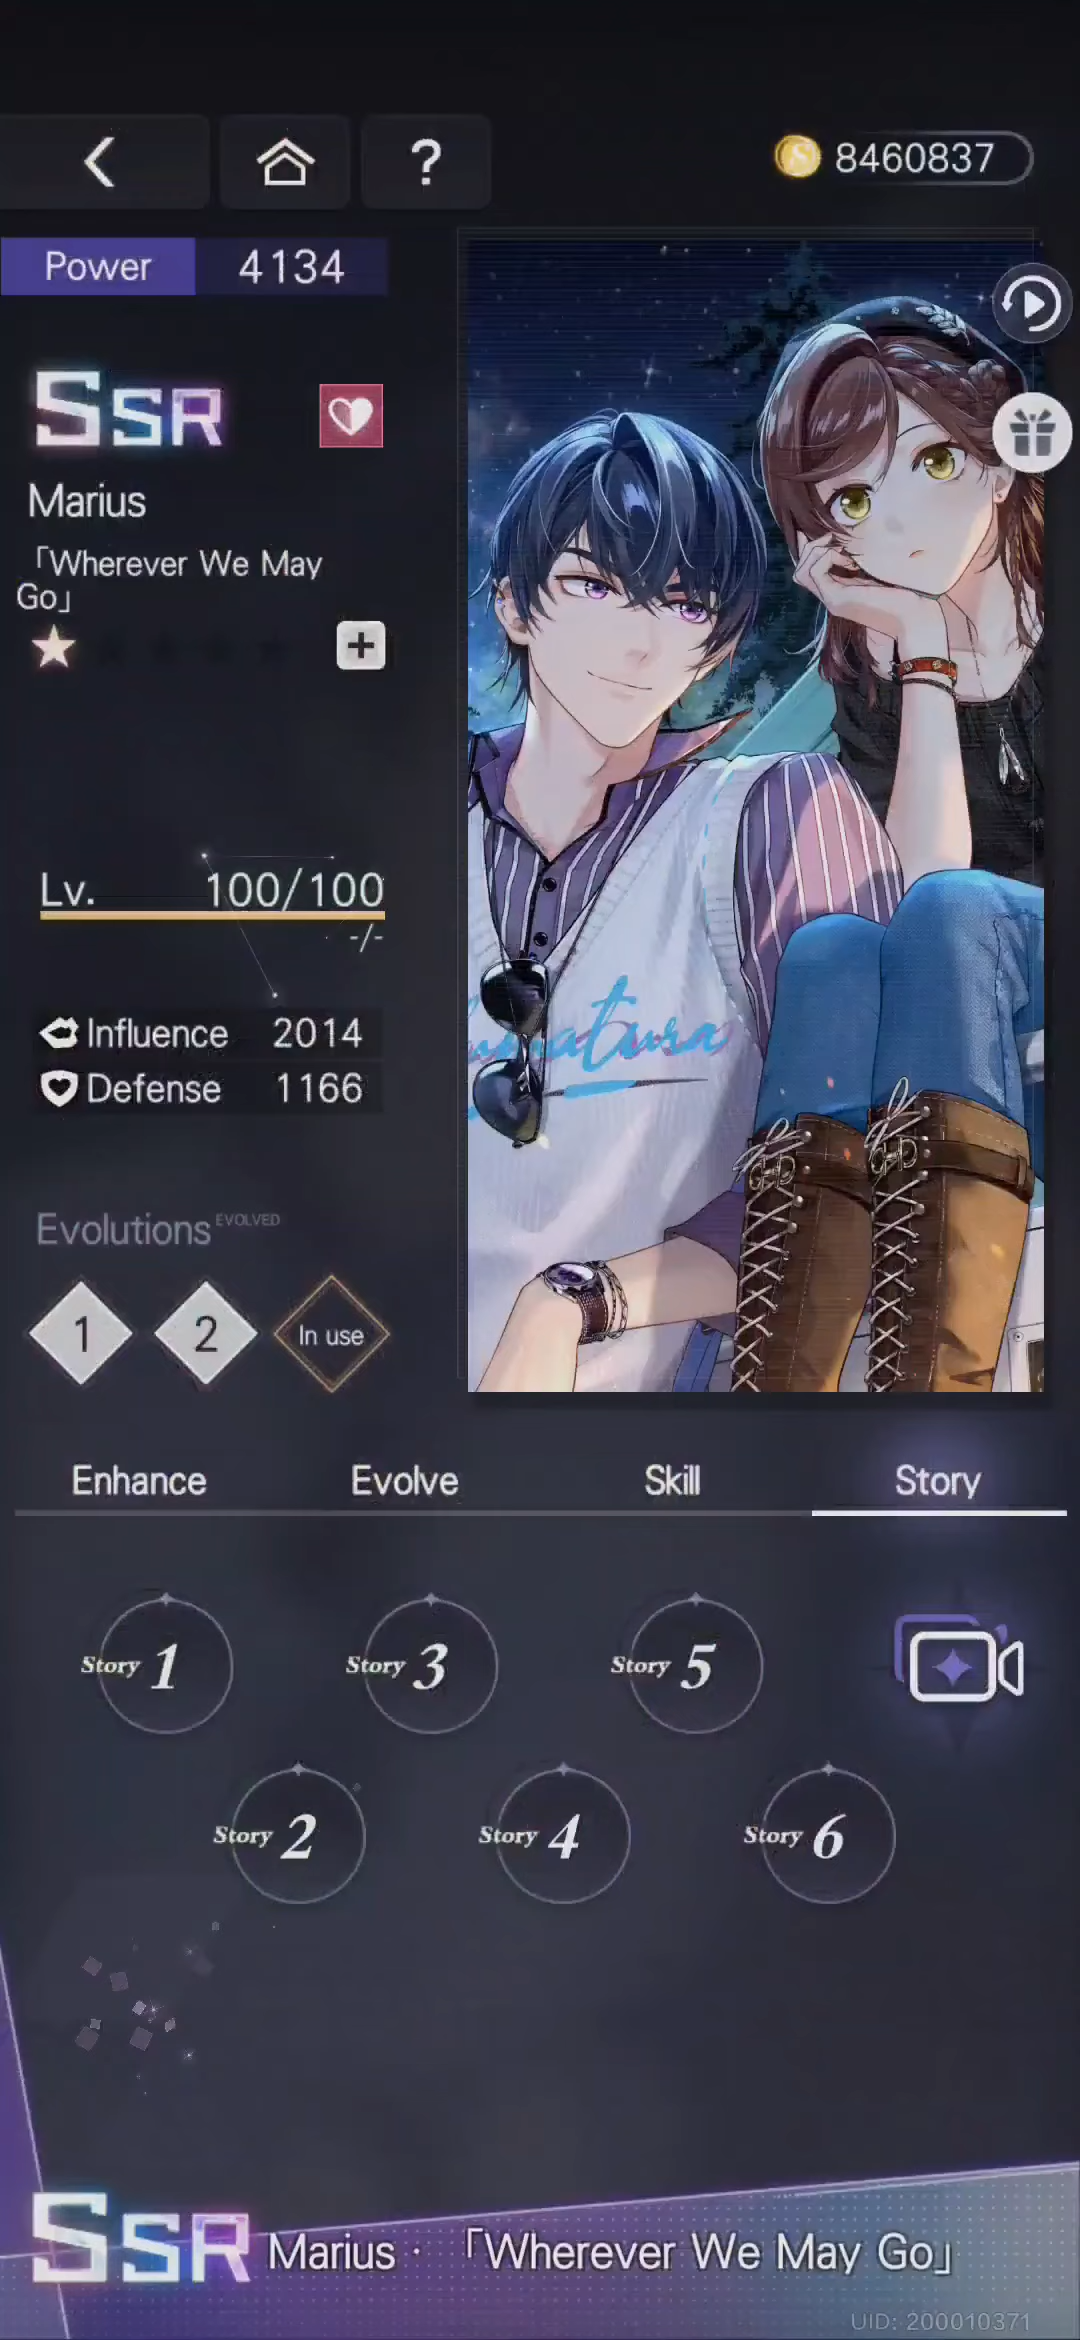 ?
8460837
Power 4134
SSR
Marius
「Wherever We May
Go」
Lv. 100/100
-/-
Influence 2014
Defense 1166
Evolutions EVOLVED
1 2 In use
Enhance Evolve Skill Story
Story 1 Story 3 Story 5
Story 2 Story 4 Story 6
SSR Marius · 「Wherever We May Go」
UID: 200010371